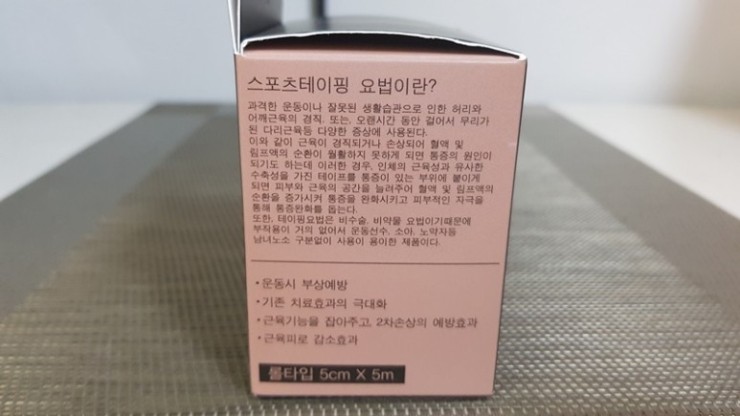 스포츠테이핑 요법이란?
과격한 운동이나 잘못된 생활습관으로 인한 허리와
어깨근육의 경직, 또는, 오랜시간 동안 걸어서 무리가
된 다리근육등 다양한 증상에 사용된다.
이와 같이 근육이 경직되거나 손상되어 혈액 및
림프액의 순환이 월활하지 못하게 되면 통증의 원인이
되기도 하는데 이러한 경우, 인체의 근육성과 유사한
수축성을 가진 테이프를 통증이 있는 부위에 붙이게
되면 피부와 근육의 공간을 늘려주어 혈액 및 림프액의
순환을 증가시켜 통증을 완화시키고 피부적인 자극을
통해 통증완화를 돕는다.
또한, 테이핑요법은 비수술, 비약물 요법이기때문에
부작용이 거의 없어서 운동선수, 소아, 노약자등
남녀노소 구분없이 사용이 용이한 제품이다.
•운동시 부상예방
•기존 치료효과의 극대화
•근육기능을 잡아주고, 2차손상의 예방효과
•근육피로 감소효과
롤타입 5cm X 5m